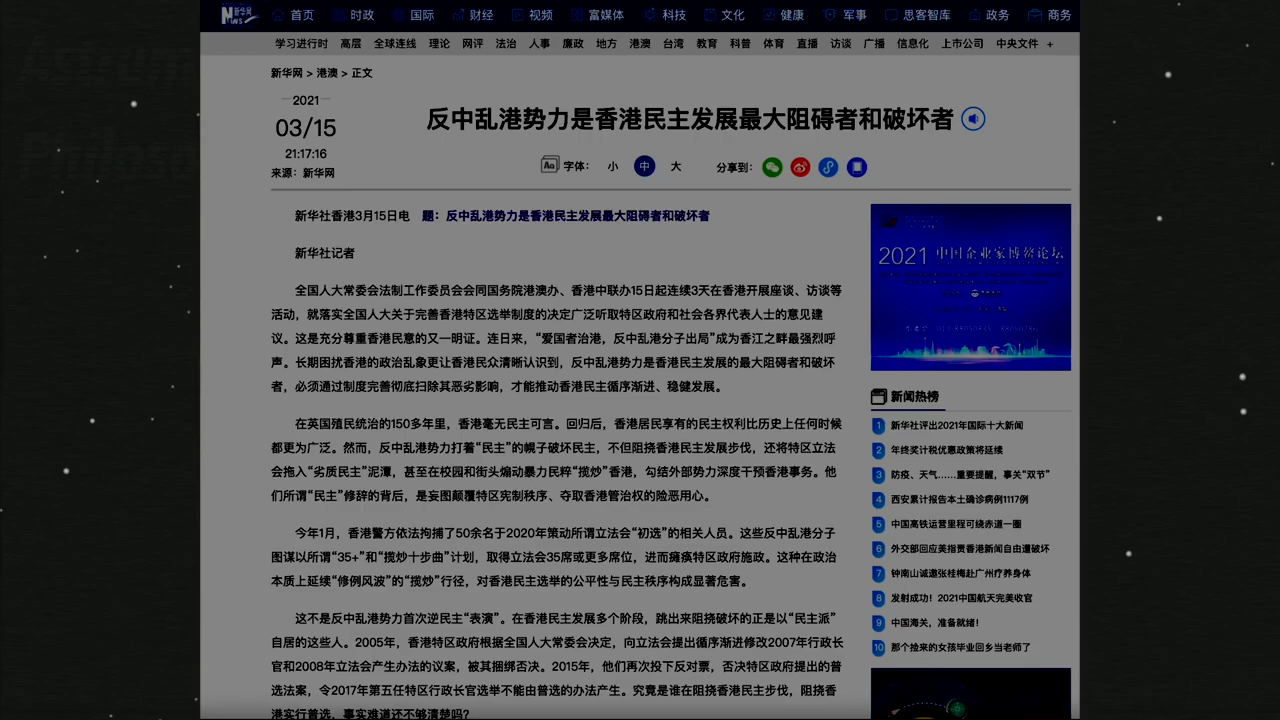 新华网 首页 时政 国际 财经 视频 富媒体 科技 文化 健康 军事 思客智库 政务 商务
学习进行时 高层 全球连线 理论 网评 法治 人事 廉政 地方 港澳 台湾 教育 科普 体育 直播 访谈 广播 信息化 上市公司 中央文件 +
新华网 > 港澳 > 正文
2021
03/15
21:17:16
来源：新华网
反中乱港势力是香港民主发展最大阻碍者和破坏者
字体： 小 中 大 分享到：
新华社香港3月15日电 题：反中乱港势力是香港民主发展最大阻碍者和破坏者
新华社记者
全国人大常委会法制工作委员会会同国务院港澳办、香港中联办15日起连续3天在香港开展座谈、访谈等
活动，就落实全国人大关于完善香港特区选举制度的决定广泛听取特区政府和社会各界代表人士的意见建
议。这是充分尊重香港民意的又一明证。连日来，“爱国者治港，反中乱港分子出局”成为香江之畔最强烈呼
声。长期困扰香港的政治乱象更让香港民众清晰认识到，反中乱港势力是香港民主发展的最大阻碍者和破坏
者，必须通过制度完善彻底扫除其恶劣影响，才能推动香港民主循序渐进、稳健发展。
在英国殖民统治的150多年里，香港毫无民主可言。回归后，香港居民享有的民主权利比历史上任何时候
都更为广泛。然而，反中乱港势力打着“民主”的幌子破坏民主，不但阻挠香港民主发展步伐，还将特区立法
会拖入“劣质民主”泥潭，甚至在校园和街头煽动暴力民粹“揽炒”香港，勾结外部势力深度干预香港事务。他
们所谓“民主”修辞的背后，是妄图颠覆特区宪制秩序、夺取香港管治权的险恶用心。
今年1月，香港警方依法拘捕了50余名于2020年策动所谓立法会“初选”的相关人员。这些反中乱港分子
图谋以所谓“35+”和“揽炒十步曲”计划，取得立法会35席或更多席位，进而瘫痪特区政府施政。这种在政治
本质上延续“修例风波”的“揽炒”行径，对香港民主选举的公平性与民主秩序构成显著危害。
这不是反中乱港势力首次逆民主“表演”。在香港民主发展多个阶段，跳出来阻挠破坏的正是以“民主派”
自居的这些人。2005年，香港特区政府根据全国人大常委会决定，向立法会提出循序渐进修改2007年行政长
官和2008年立法会产生办法的议案，被其捆绑否决。2015年，他们再次投下反对票，否决特区政府提出的普
选法案，令2017年第五任特区行政长官选举不能由普选的办法产生。究竟是谁在阻挠香港民主步伐，阻挠香
港实行普选，事实难道还不够清楚吗？
2021 中国企业家博鳌论坛
新闻热榜
1 新华社评出2021年国际十大新闻
2 年终奖计税优惠政策将延续
3 防疫、天气……重要提醒，事关“双节”
4 西安累计报告本土确诊病例1117例
5 中国高铁运营里程可绕赤道一圈
6 外交部回应美指责香港新闻自由遭破坏
7 钟南山诚邀张桂梅赴广州疗养身体
8 发射成功！2021中国航天完美收官
9 中国海关，准备就绪！
10 那个捡来的女孩毕业回乡当老师了